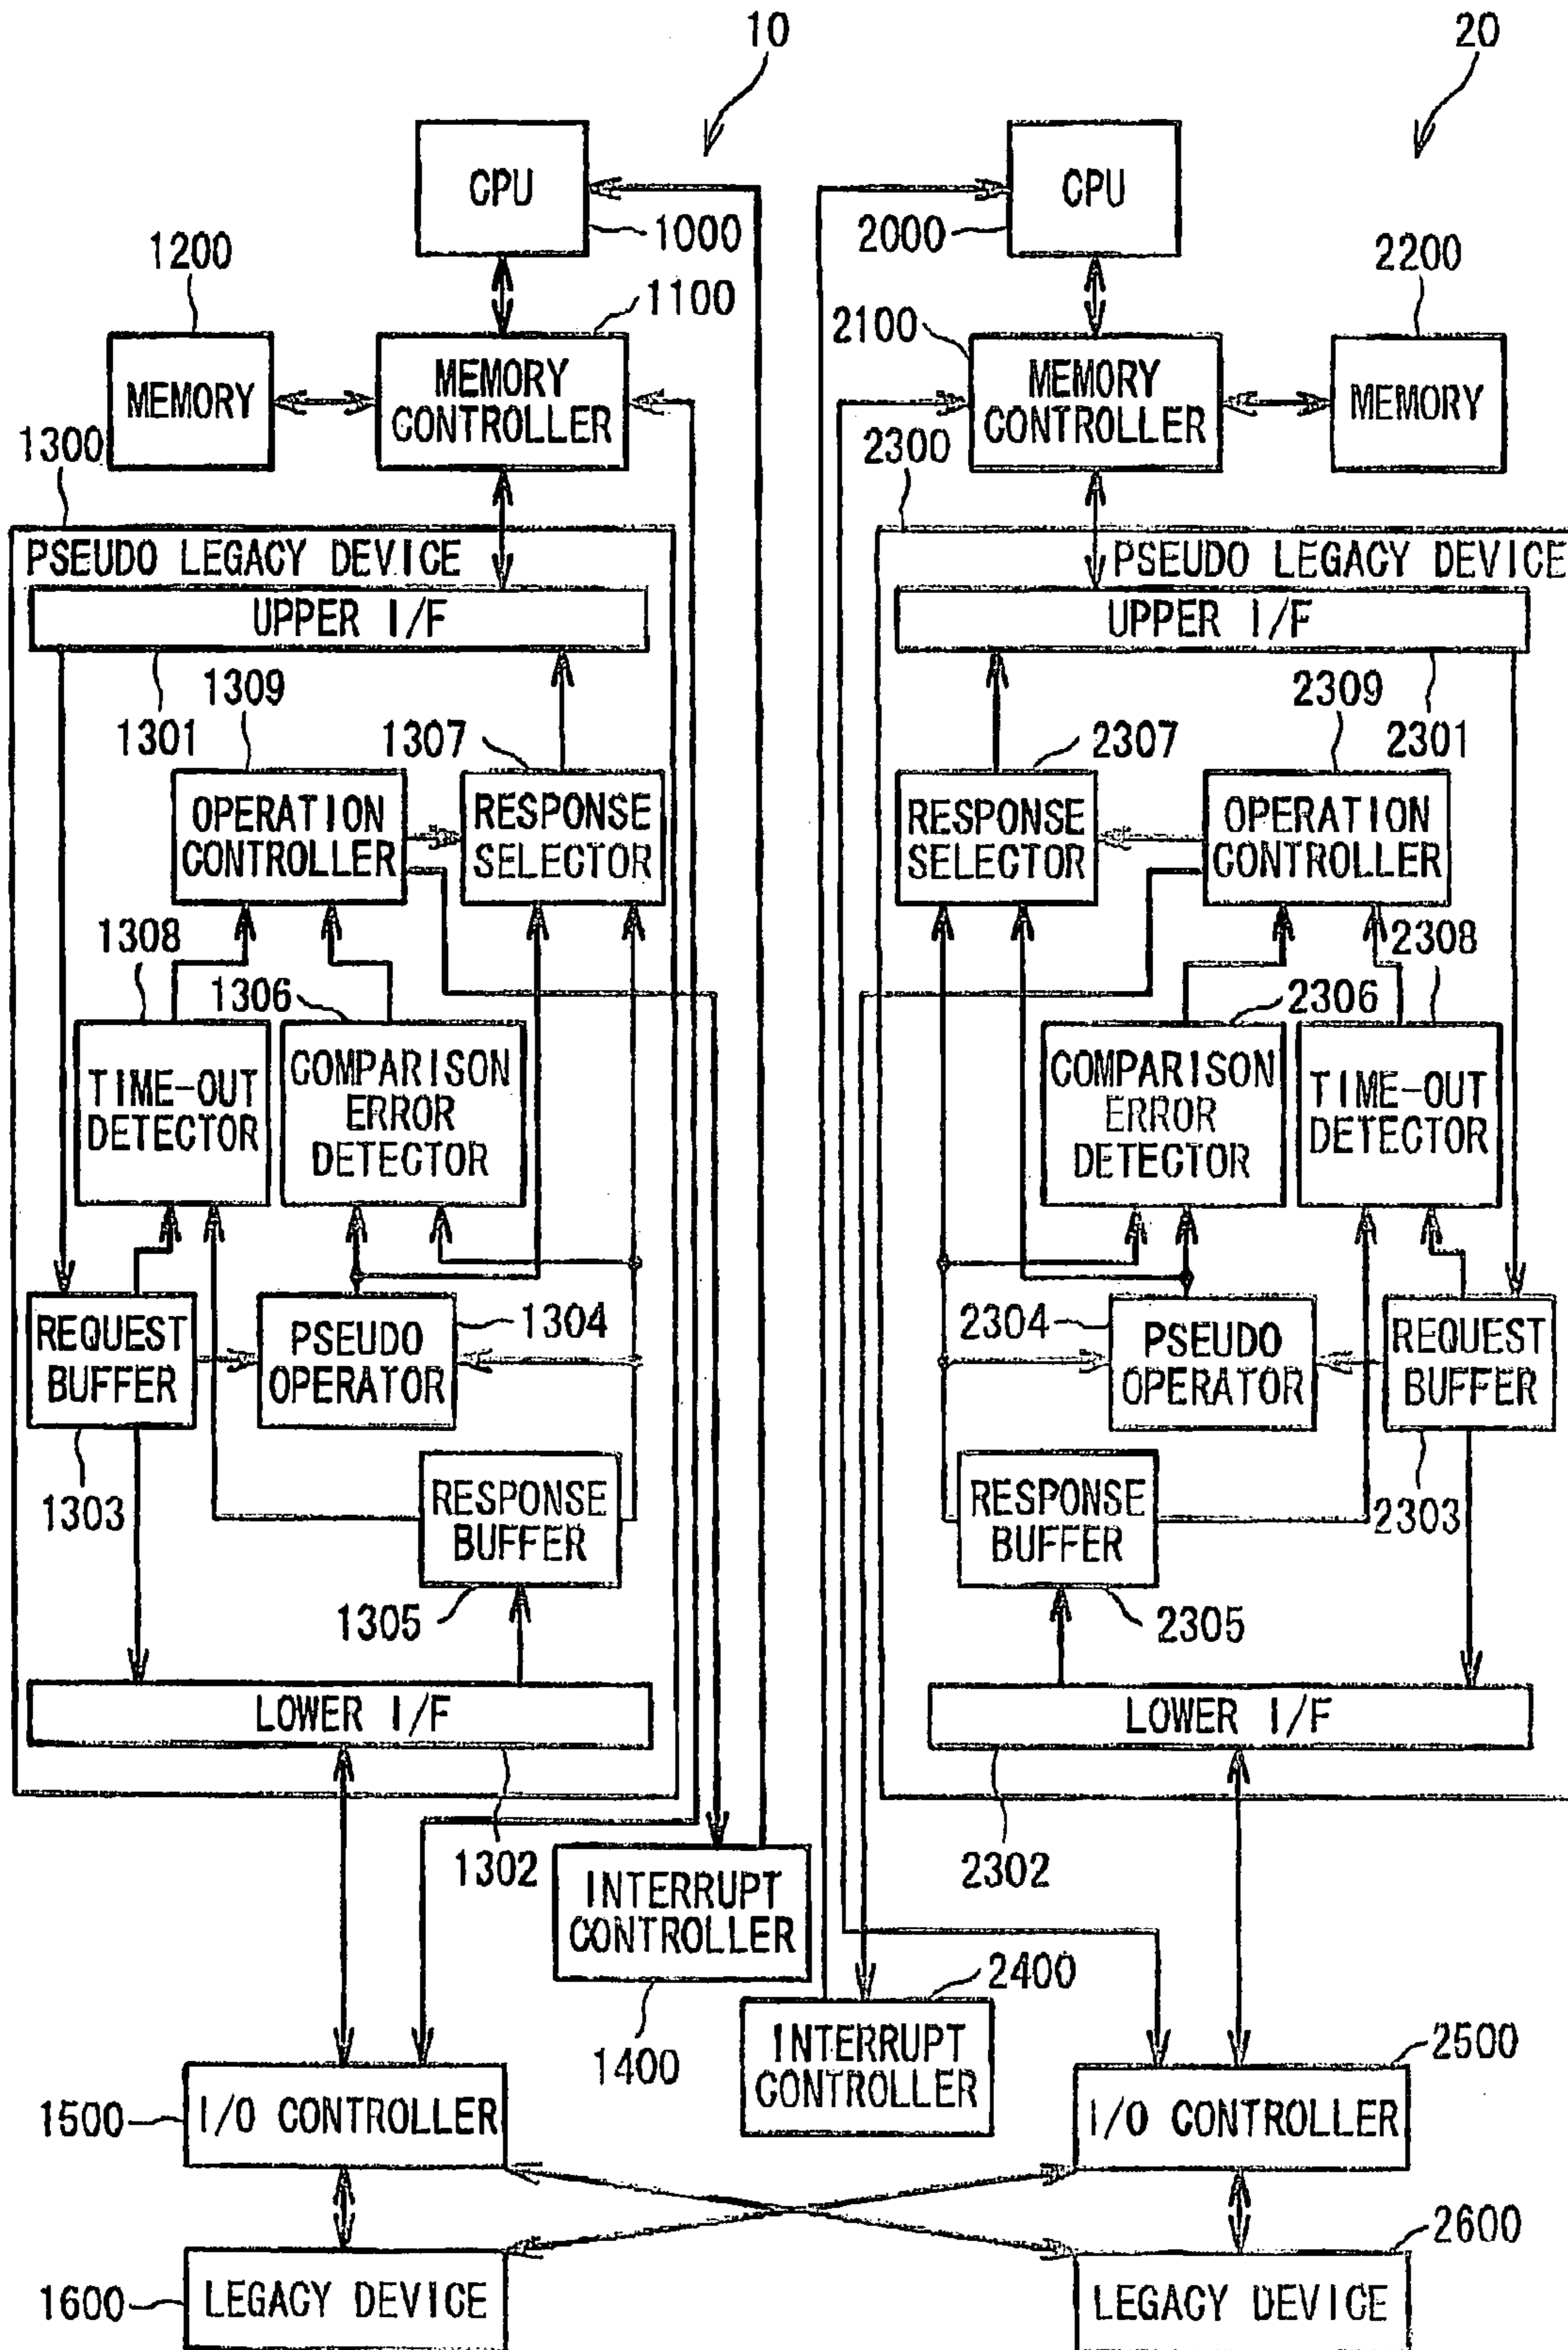 10
20
CPU
CPU
1000
2000
1200
2200
1100
2100
MEMORY
MEMORY
CONTROLLER
MEMORY
CONTROLLER
MEMORY
1300
2300
PSEUDO LEGACY DEVICE
PSEUDO LEGACY DEVICE
UPPER I/F
UPPER I/F
1309
2309
1301
1307
2307
2301
OPERATION
CONTROLLER
RESPONSE
SELECTOR
RESPONSE
SELECTOR
OPERATION
CONTROLLER
1308
2308
1306
2306
TIME-OUT
DETECTOR
COMPARISON
ERROR
DETECTOR
COMPARISON
ERROR
DETECTOR
TIME-OUT
DETECTOR
REQUEST
BUFFER
PSEUDO
OPERATOR
1304
2304
PSEUDO
OPERATOR
REQUEST
BUFFER
1303
RESPONSE
BUFFER
RESPONSE
BUFFER
2303
1305
2305
LOWER I/F
LOWER I/F
1302
2302
INTERRUPT
CONTROLLER
1400
2400
INTERRUPT
CONTROLLER
1500
I/O CONTROLLER
2500
I/O CONTROLLER
1600
LEGACY DEVICE
2600
LEGACY DEVICE